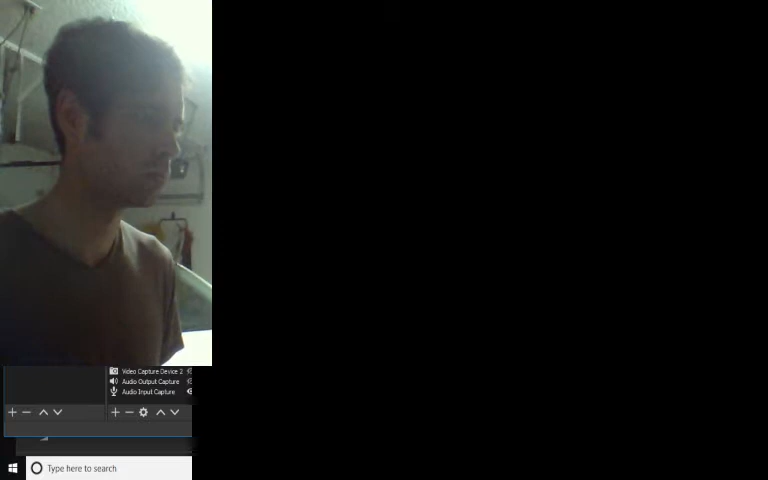 Video Capture Device 2
Audio Output Capture
Audio Input Capture
Type here to search